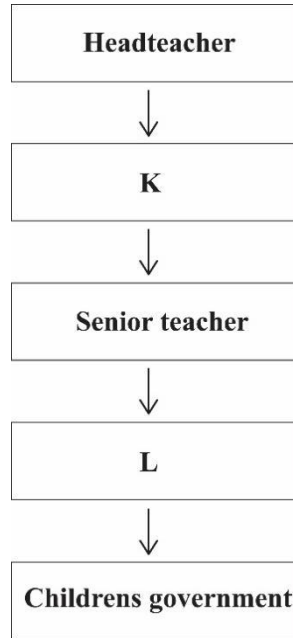 Headteacher
K
Senior teacher
L
Childrens government